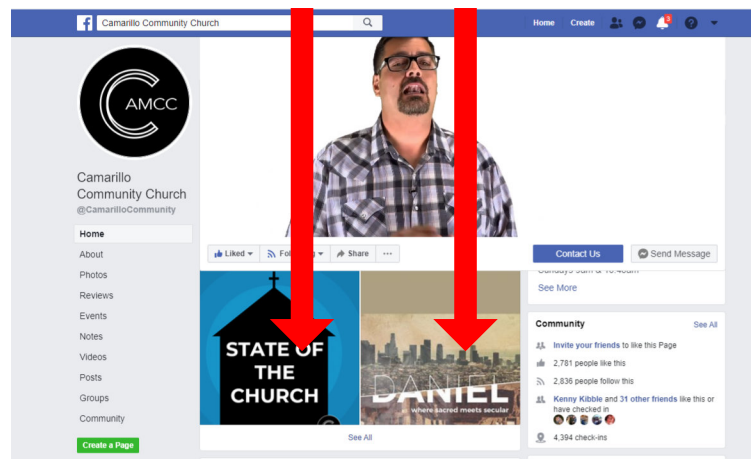 Camarillo Community Church
Home Create 3
CAMCC
Camarillo
Community Church
@CamarilloCommunity
Home
About
Photos
Reviews
Events
Notes
Videos
Posts
Groups
Community
Create a Page
Liked
Share
Contact Us
Send Message
STATE OF
THE
CHURCH
DANIEL
where sacred meets secular
See All
See More
Community See All
Invite your friends to like this Page
2,781 people like this
2,836 people follow this
Kenny Kibble and 31 other friends like this or
have checked in
4,394 check-ins